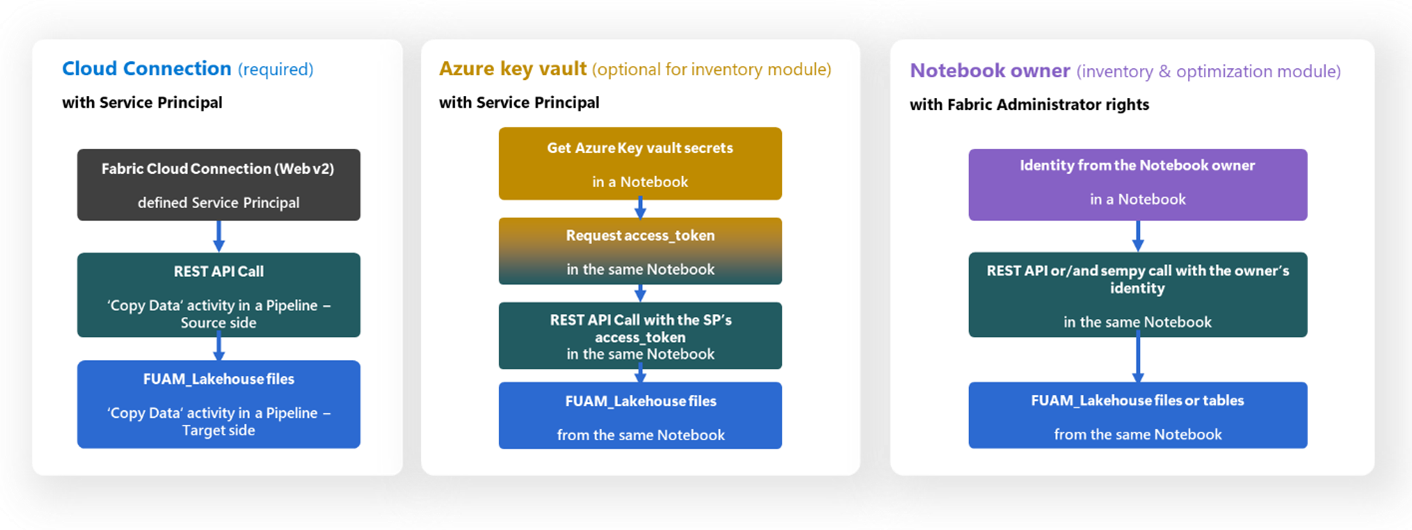 Cloud Connection (required)
with Service Principal
Fabric Cloud Connection (Web v2)
defined Service Principal
REST API Call
‘Copy Data’ activity in a Pipeline –
Source side
FUAM_Lakehouse files
‘Copy Data’ activity in a Pipeline –
Target side
Azure key vault (optional for inventory module)
with Service Principal
Get Azure Key vault secrets
in a Notebook
Request access_token
in the same Notebook
REST API Call with the SP’s
access_token
in the same Notebook
FUAM_Lakehouse files
from the same Notebook
Notebook owner (inventory & optimization module)
with Fabric Administrator rights
Identity from the Notebook owner
in a Notebook
REST API or/and sempy call with the owner’s
identity
in the same Notebook
FUAM_Lakehouse files or tables
from the same Notebook